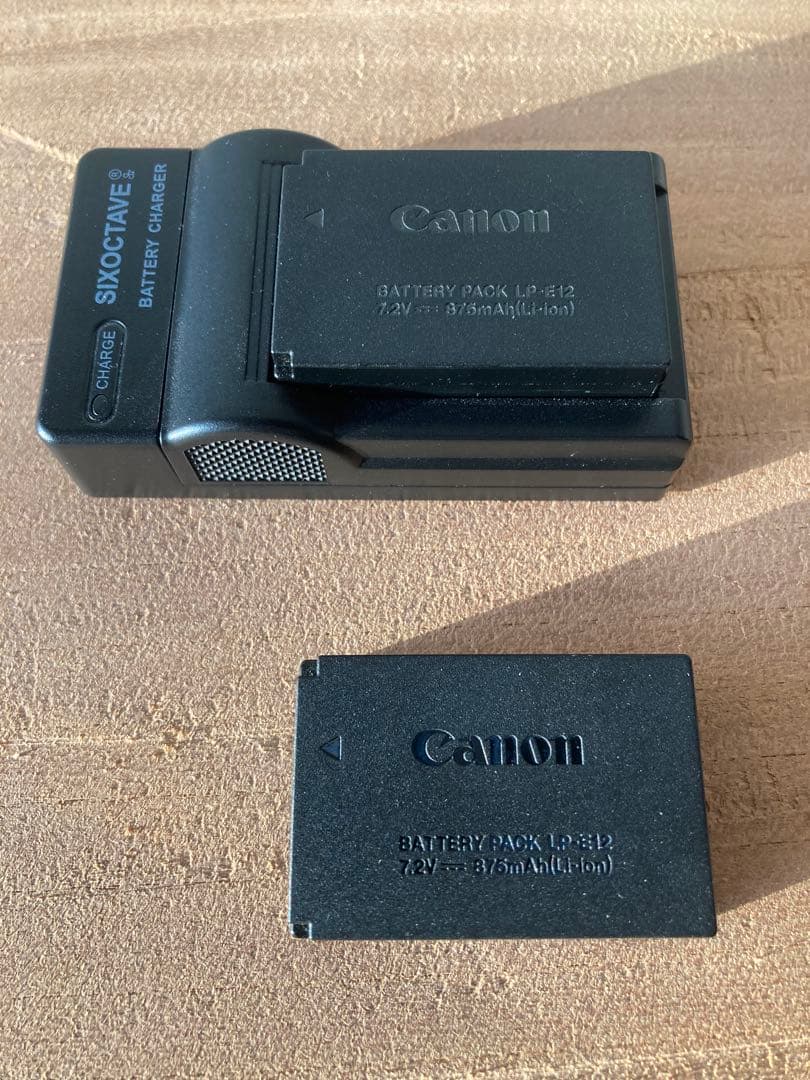 SIXOCTAVE®
BATTERY CHARGER
CHARGE
Canon
BATTERY PACK LP-E12
7.2V⎓875mAh(Li-ion)
Canon
BATTERY PACK LP-E12
7.2V⎓875mAh(Li-ion)